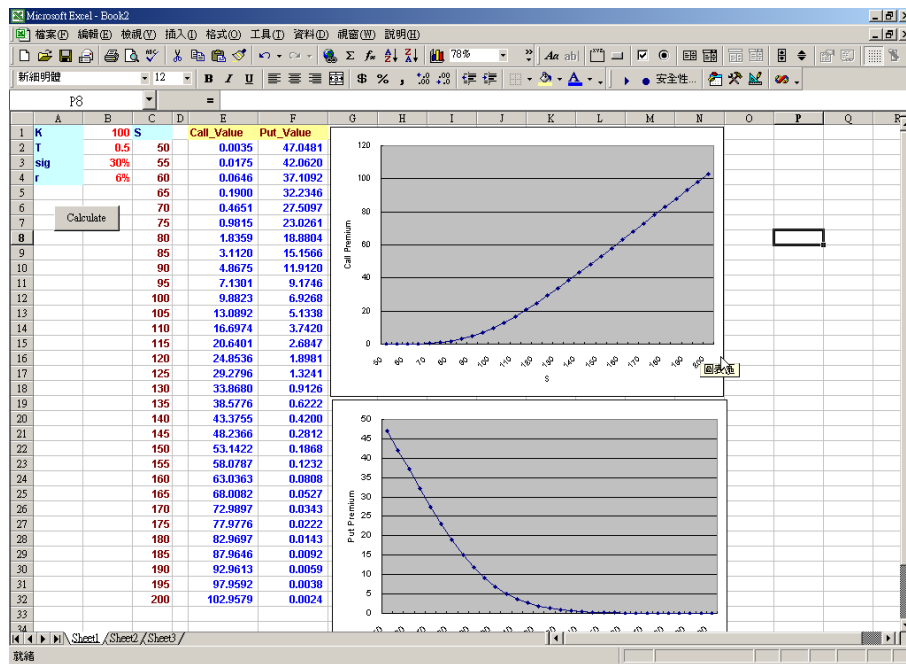 Microsoft Excel - Book2
檔案(F) 編輯(E) 檢視(V) 插入(I) 格式(O) 工具(T) 資料(D) 視窗(W) 說明(H)
78%
新細明體 12 B I U $ % , 安全性...
P8 =
A B C D E F G H I J K L M N O P Q R
1 K 100 S Call_Value Put_Value
2 T 0.5 50 0.0035 47.0481
3 sig 30% 55 0.0175 42.0620
4 r 6% 60 0.0646 37.1092
5 65 0.1900 32.2346
6 70 0.4651 27.5097
7 75 0.9815 23.0261
Calculate
8 80 1.8359 18.8804
9 85 3.1120 15.1566
10 90 4.8675 11.9120
11 95 7.1301 9.1746
12 100 9.8823 6.9268
13 105 13.0892 5.1338
14 110 16.6974 3.7420
15 115 20.6401 2.6847
16 120 24.8536 1.8981
17 125 29.2796 1.3241
18 130 33.8680 0.9126
19 135 38.5776 0.6222
20 140 43.3755 0.4200
21 145 48.2366 0.2812
22 150 53.1422 0.1868
23 155 58.0787 0.1232
24 160 63.0363 0.0808
25 165 68.0082 0.0527
26 170 72.9897 0.0343
27 175 77.9776 0.0222
28 180 82.9697 0.0143
29 185 87.9646 0.0092
30 190 92.9613 0.0059
31 195 97.9592 0.0038
32 200 102.9579 0.0024
33
34
120
100
80
60
40
20
0
Call Premium
50 60 70 80 90 100 110 120 130 140 150 160 170 180 190 200
S
50
45
40
35
30
25
20
15
10
5
0
Put Premium
Sheet1 Sheet2 Sheet3
就緒